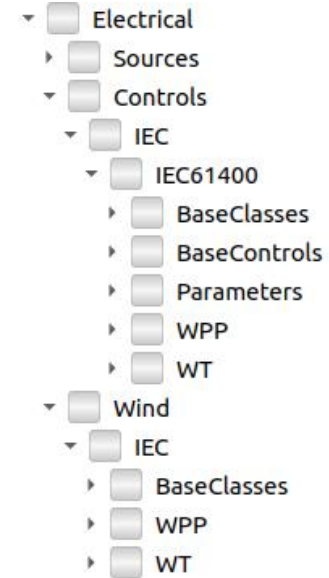 Electrical
Sources
Controls
IEC
IEC61400
BaseClasses
BaseControls
Parameters
WPP
WT
Wind
IEC
BaseClasses
WPP
WT